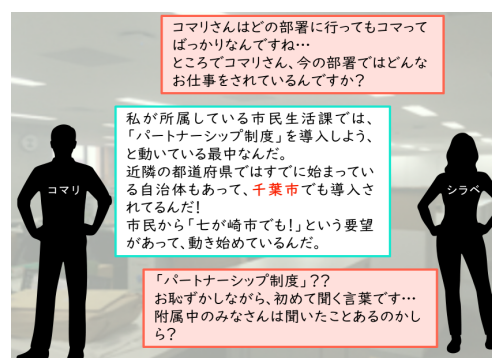 コマリさんはどの部署に行ってもコマって
ばっかりなんですね…
ところでコマリさん、今の部署ではどんな
お仕事をされているんですか?
私が所属している市民生活課では、
「パートナーシップ制度」を導入しよう、
と動いている最中なんだ。
近隣の都道府県ではすでに始まってい
る自治体もあって、千葉市でも導入さ
れてるんだ!
市民から「七が崎市でも!」という要望
があって、動き始めているんだ。
コマリ
シラベ
「パートナーシップ制度」??
お恥ずかしながら、初めて聞く言葉です…
附属中のみなさんは聞いたことあるのかし
ら?